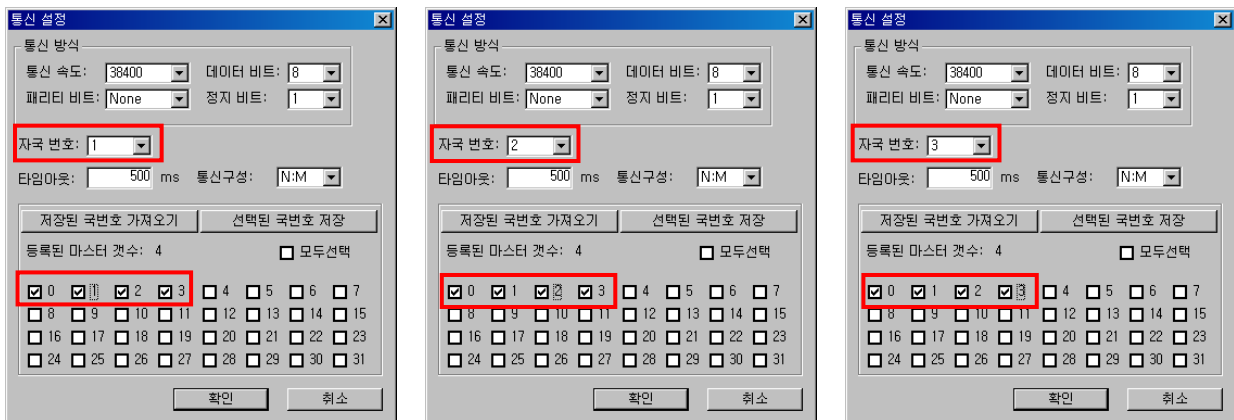 통신 설정
통신 방식
통신 속도: 38400 데이터 비트: 8
패리티 비트: None 정지 비트: 1
자국 번호: 1
타임아웃: 500 ms 통신구성: N:M
저장된 국번호 가져오기 선택된 국번호 저장
등록된 마스터 갯수: 4 모두선택
0 1 2 3 4 5 6 7
8 9 10 11 12 13 14 15
16 17 18 19 20 21 22 23
24 25 26 27 28 29 30 31
확인 취소
통신 설정
통신 방식
통신 속도: 38400 데이터 비트: 8
패리티 비트: None 정지 비트: 1
자국 번호: 2
타임아웃: 500 ms 통신구성: N:M
저장된 국번호 가져오기 선택된 국번호 저장
등록된 마스터 갯수: 4 모두선택
0 1 2 3 4 5 6 7
8 9 10 11 12 13 14 15
16 17 18 19 20 21 22 23
24 25 26 27 28 29 30 31
확인 취소
통신 설정
통신 방식
통신 속도: 38400 데이터 비트: 8
패리티 비트: None 정지 비트: 1
자국 번호: 3
타임아웃: 500 ms 통신구성: N:M
저장된 국번호 가져오기 선택된 국번호 저장
등록된 마스터 갯수: 4 모두선택
0 1 2 3 4 5 6 7
8 9 10 11 12 13 14 15
16 17 18 19 20 21 22 23
24 25 26 27 28 29 30 31
확인 취소